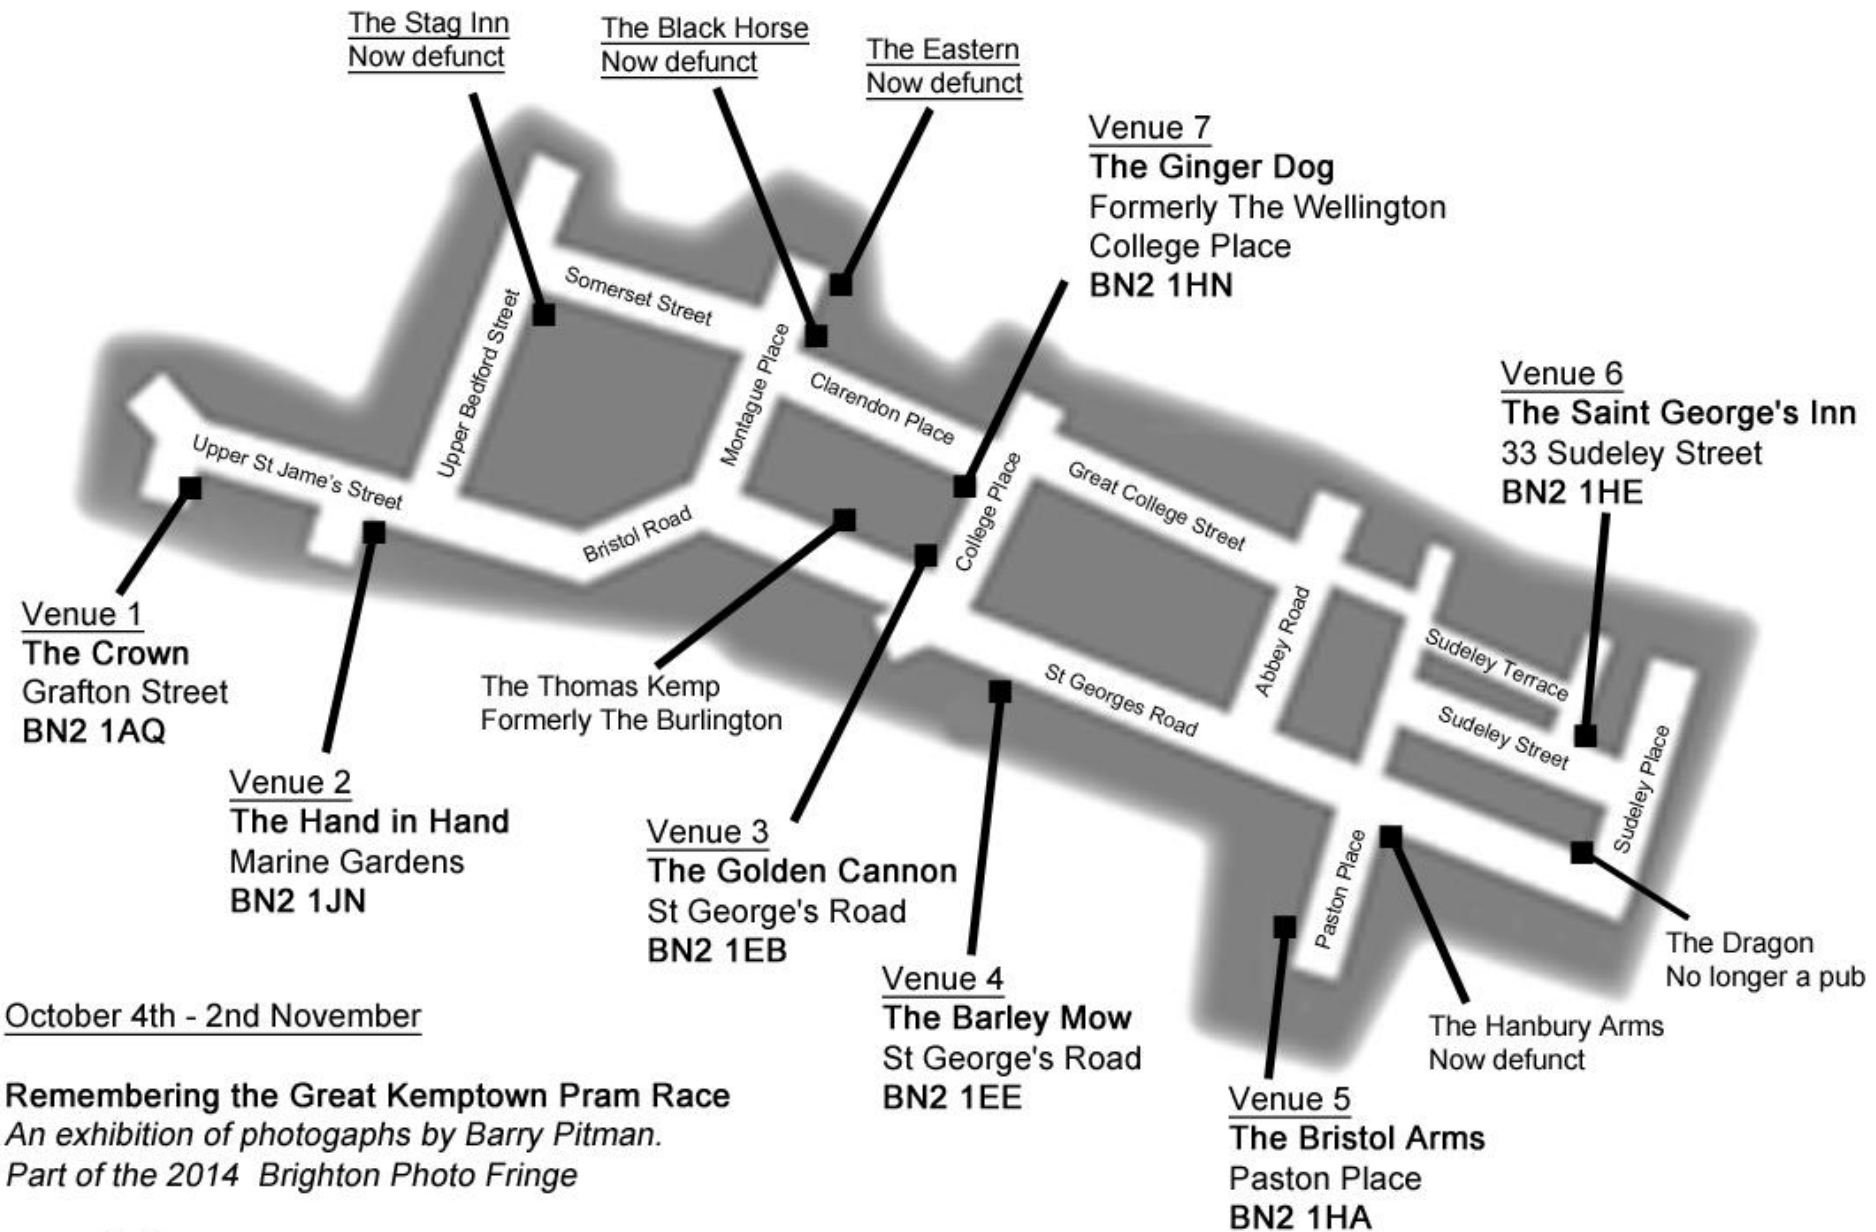 The Stag Inn
Now defunct
The Black Horse
Now defunct
The Eastern
Now defunct
Venue 7
The Ginger Dog
Formerly The Wellington
College Place
BN2 1HN
Venue 6
The Saint George's Inn
33 Sudeley Street
BN2 1HE
Somerset Street
Upper Bedford Street
Montague Place
Clarendon Place
Upper St Jame's Street
Bristol Road
College Place
Great College Street
Abbey Road
St Georges Road
Sudeley Terrace
Sudeley Street
Sudeley Place
Paston Place
Venue 1
The Crown
Grafton Street
BN2 1AQ
The Thomas Kemp
Formerly The Burlington
Venue 2
The Hand in Hand
Marine Gardens
BN2 1JN
Venue 3
The Golden Cannon
St George's Road
BN2 1EB
Venue 4
The Barley Mow
St George's Road
BN2 1EE
The Dragon
No longer a pub
The Hanbury Arms
Now defunct
Venue 5
The Bristol Arms
Paston Place
BN2 1HA
October 4th - 2nd November
Remembering the Great Kemptown Pram Race
An exhibition of photogaphs by Barry Pitman.
Part of the 2014 Brighton Photo Fringe